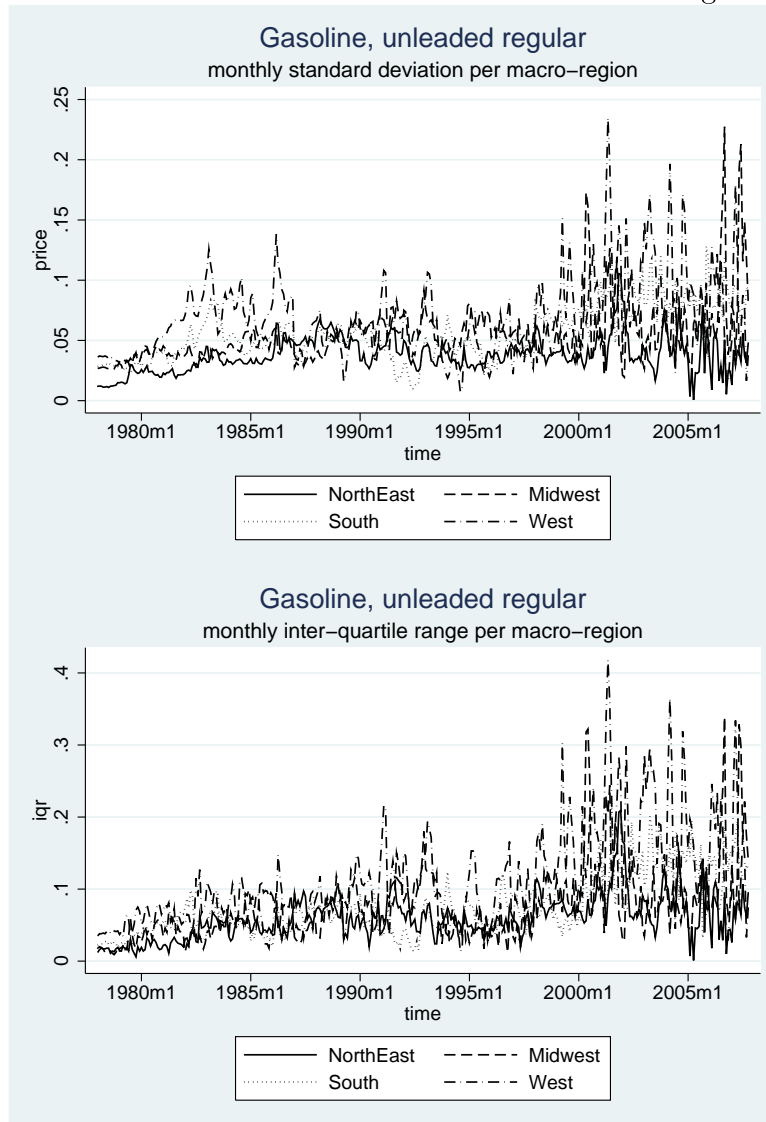 Gasoline, unleaded regular
monthly standard deviation per macro−region
.25
.2
.15
.1
.05
0
price
1980m1 1985m1 1990m1 1995m1 2000m1 2005m1
time
NorthEast Midwest
South West
Gasoline, unleaded regular
monthly inter−quartile range per macro−region
.4
.3
.2
.1
0
iqr
1980m1 1985m1 1990m1 1995m1 2000m1 2005m1
time
NorthEast Midwest
South West